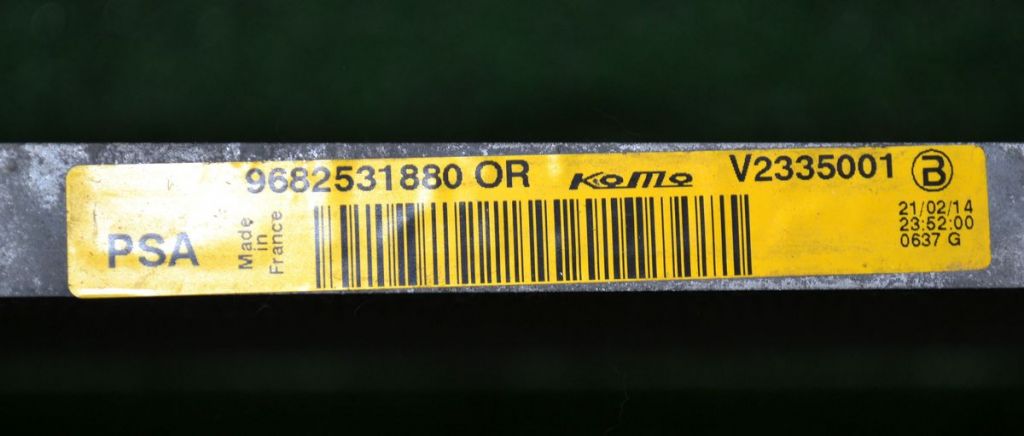 9682531880 OR KoMo V2335001 B
PSA
Made
in
France
21/02/14
23:52:00
0637 G